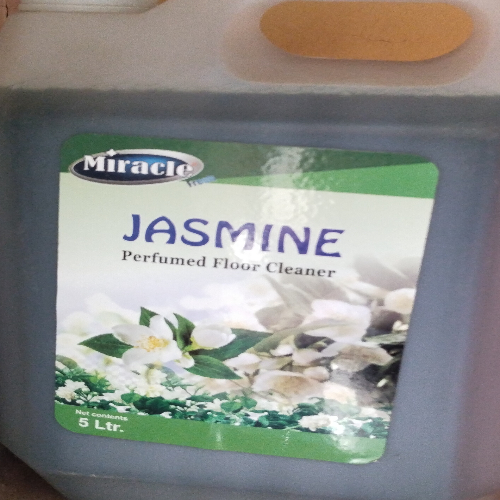 Miracle
JASMINE
Perfumed Floor Cleaner
Net contents
5 Ltr.